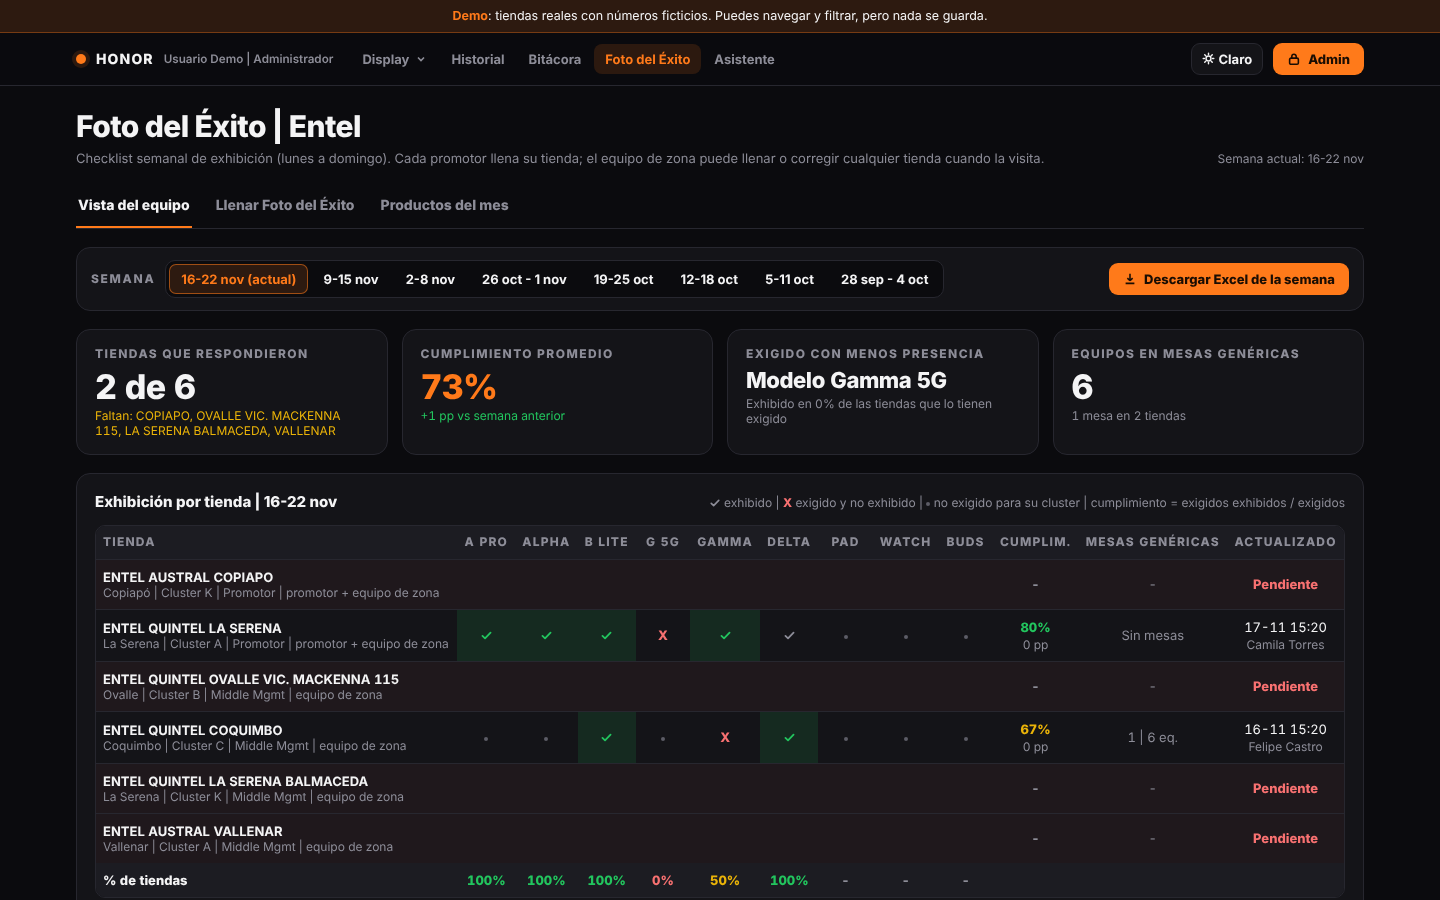 Demo: tiendas reales con números ficticios. Puedes navegar y filtrar, pero nada se guarda.
HONOR Usuario Demo | Administrador Display Historial Bitácora Foto del Éxito Asistente Claro Admin
Foto del Éxito | Entel
Checklist semanal de exhibición (lunes a domingo). Cada promotor llena su tienda; el equipo de zona puede llenar o corregir cualquier tienda cuando la visita. Semana actual: 16-22 nov
Vista del equipo Llenar Foto del Éxito Productos del mes
SEMANA 16-22 nov (actual) 9-15 nov 2-8 nov 26 oct - 1 nov 19-25 oct 12-18 oct 5-11 oct 28 sep - 4 oct Descargar Excel de la semana
TIENDAS QUE RESPONDIERON
2 de 6
Faltan: COPIAPO, OVALLE VIC. MACKENNA
115, LA SERENA BALMACEDA, VALLENAR
CUMPLIMIENTO PROMEDIO
73%
+1 pp vs semana anterior
EXIGIDO CON MENOS PRESENCIA
Modelo Gamma 5G
Exhibido en 0% de las tiendas que lo tienen
exigido
EQUIPOS EN MESAS GENÉRICAS
6
1 mesa en 2 tiendas
Exhibición por tienda | 16-22 nov ✓ exhibido | X exigido y no exhibido | • no exigido para su cluster | cumplimiento = exigidos exhibidos / exigidos
TIENDA A PRO ALPHA B LITE G 5G GAMMA DELTA PAD WATCH BUDS CUMPLIM. MESAS GENÉRICAS ACTUALIZADO
ENTEL AUSTRAL COPIAPO
Copiapó | Cluster K | Promotor | promotor + equipo de zona - - Pendiente
ENTEL QUINTEL LA SERENA
La Serena | Cluster A | Promotor | promotor + equipo de zona ✓ ✓ ✓ X ✓ ✓ • • • 80% Sin mesas 17-11 15:20
0 pp Camila Torres
ENTEL QUINTEL OVALLE VIC. MACKENNA 115
Ovalle | Cluster B | Middle Mgmt | equipo de zona - - Pendiente
ENTEL QUINTEL COQUIMBO
Coquimbo | Cluster C | Middle Mgmt | equipo de zona • • ✓ • X ✓ • • • 67% 1 | 6 eq. 16-11 15:20
0 pp Felipe Castro
ENTEL QUINTEL LA SERENA BALMACEDA
La Serena | Cluster K | Middle Mgmt | equipo de zona - - Pendiente
ENTEL AUSTRAL VALLENAR
Vallenar | Cluster A | Middle Mgmt | equipo de zona - - Pendiente
% de tiendas 100% 100% 100% 0% 50% 100% - - -